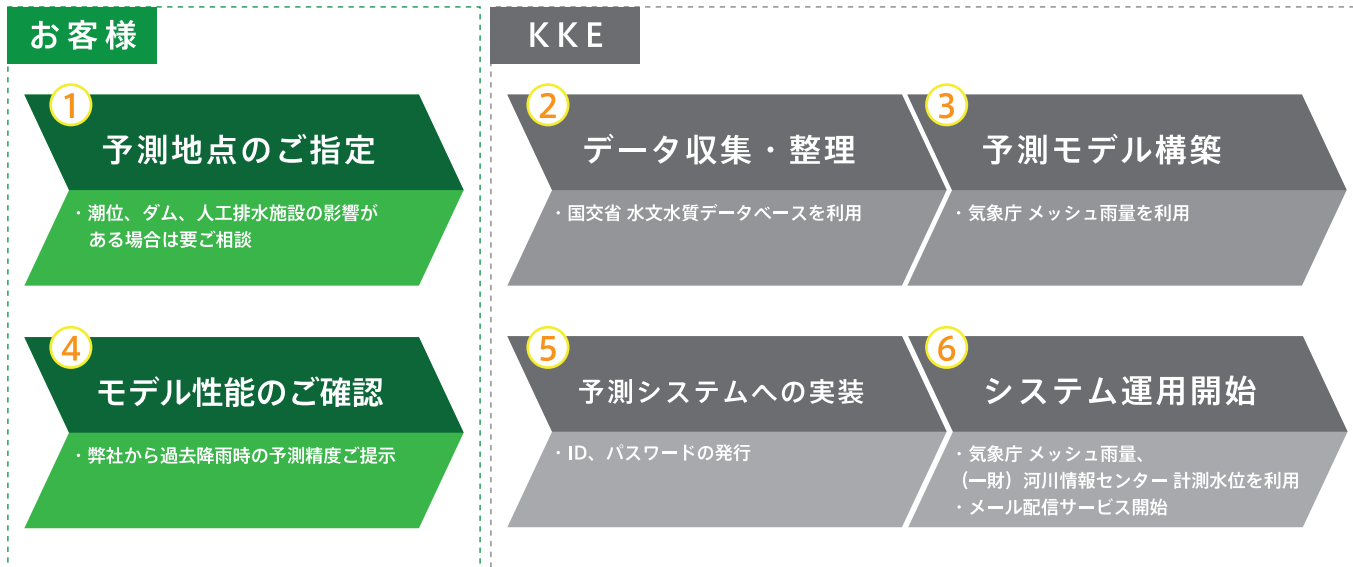 お客様
KKE
1
予測地点のご指定
・潮位、ダム、人工排水施設の影響が
ある場合は要ご相談
2
データ収集・整理
・国交省 水文水質データベースを利用
3
予測モデル構築
・気象庁 メッシュ雨量を利用
4
モデル性能のご確認
・弊社から過去降雨時の予測精度ご提示
5
予測システムへの実装
・ID、パスワードの発行
6
システム運用開始
・気象庁 メッシュ雨量、
（一財）河川情報センター 計測水位を利用
・メール配信サービス開始